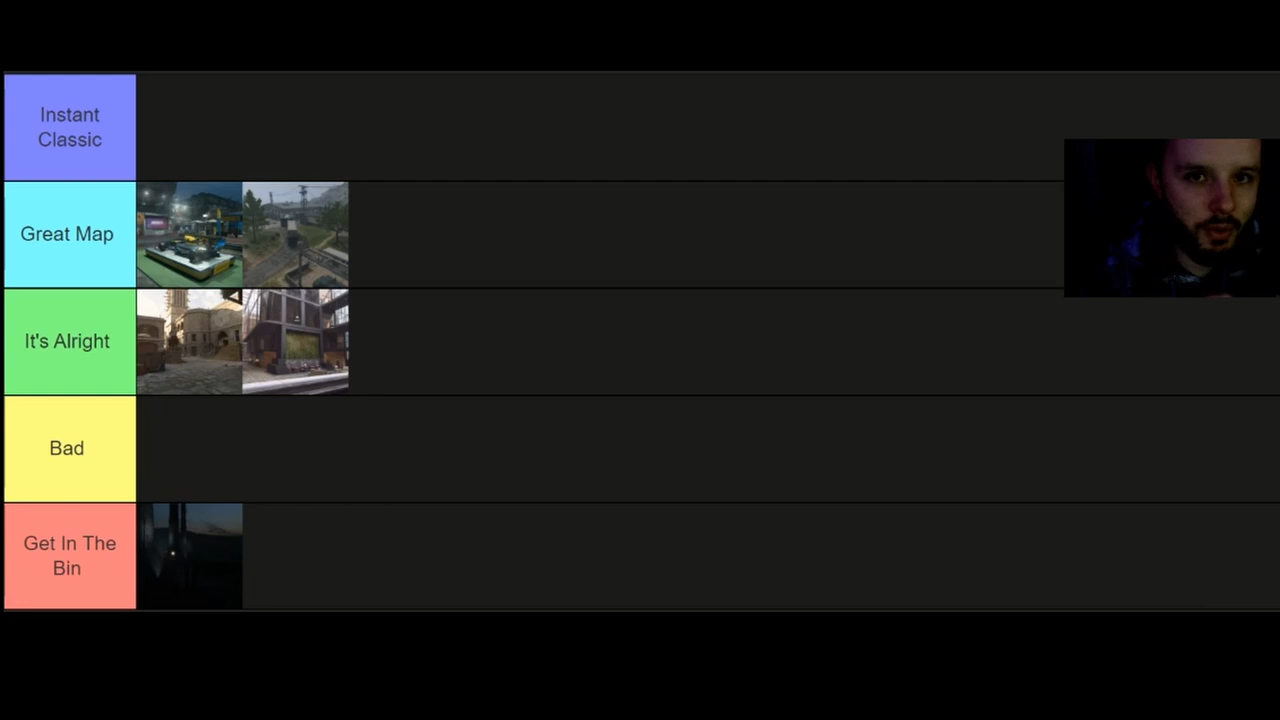 Instant
Classic
Great Map
It's Alright
Bad
Get In The
Bin